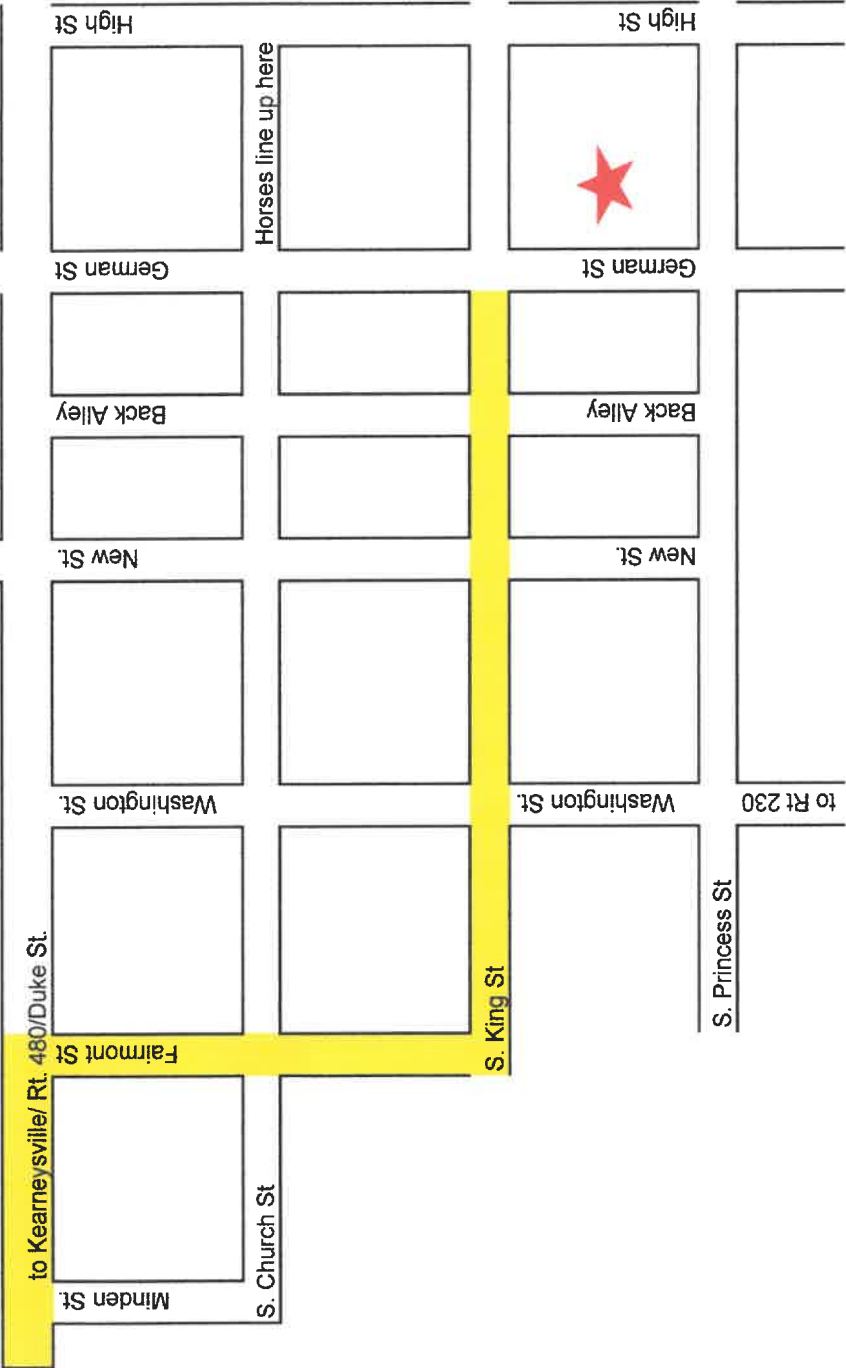 High St
High St
Horses line up here
German St
German St
Back Alley
Back Alley
New St.
New St.
Washington St.
Washington St.
to Rt 230
to Kearneysville/ Rt. 480/Duke St.
Fairmont St
S. King St
S. Princess St
S. Church St
Minden St.